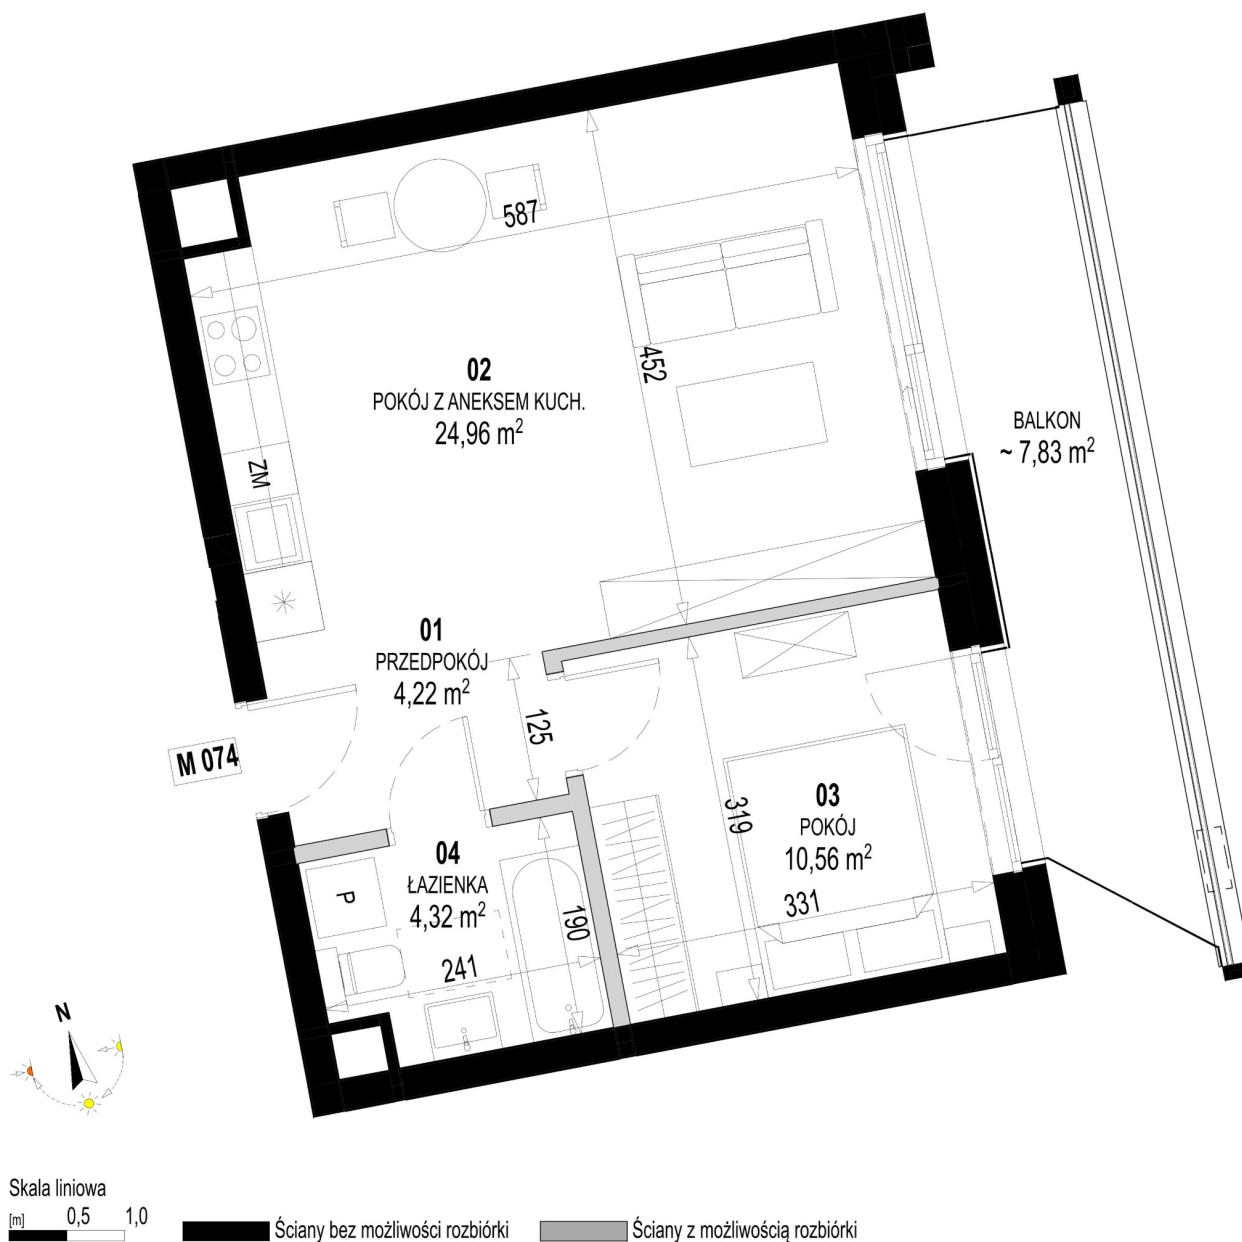 587
02
POKÓJ Z ANEKSEM KUCH.
24,96 m²
452
BALKON
~ 7,83 m²
ZM
01
PRZEDPOKÓJ
4,22 m²
125
M 074
03
POKÓJ
10,56 m²
319
331
04
ŁAZIENKA
4,32 m²
P
190
241
N
Skala liniowa
[m] 0,5 1,0
Ściany bez możliwości rozbiórki
Ściany z możliwością rozbiórki